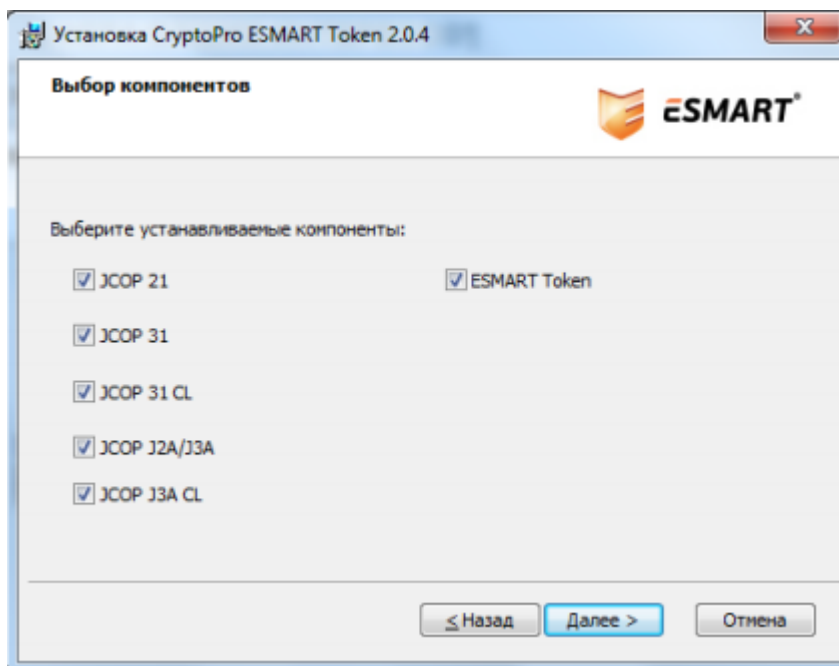 Установка CryptoPro ESMART Token 2.0.4
Выбор компонентов
ESMART®
Выберите устанавливаемые компоненты:
JCOP 21
ESMART Token
JCOP 31
JCOP 31 CL
JCOP J2A/J3A
JCOP J3A CL
< Назад
Далее >
Отмена